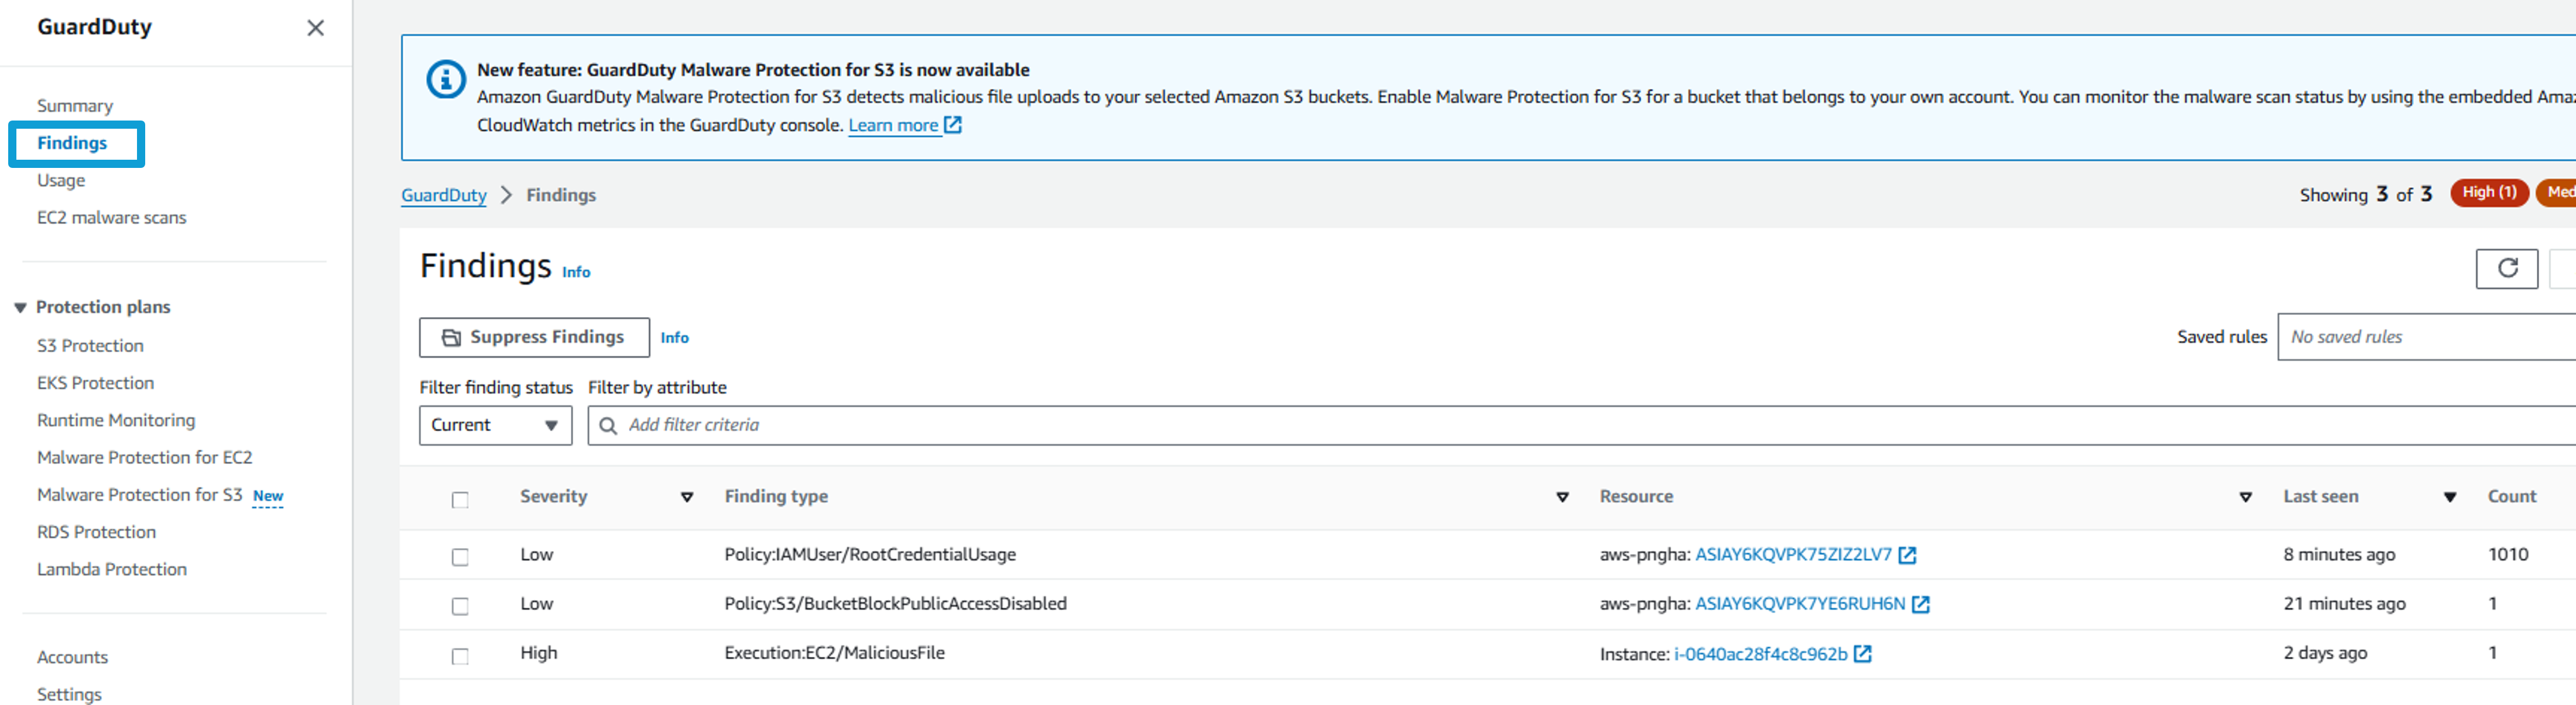 GuardDuty
Summary
Findings
Usage
EC2 malware scans
Protection plans
S3 Protection
EKS Protection
Runtime Monitoring
Malware Protection for EC2
Malware Protection for S3 New
RDS Protection
Lambda Protection
Accounts
Settings
New feature: GuardDuty Malware Protection for S3 is now available
Amazon GuardDuty Malware Protection for S3 detects malicious file uploads to your selected Amazon S3 buckets. Enable Malware Protection for S3 for a bucket that belongs to your own account. You can monitor the malware scan status by using the embedded
CloudWatch metrics in the GuardDuty console. Learn more
GuardDuty > Findings
Showing 3 of 3 High (1) Med
Findings Info
Suppress Findings Info
Saved rules No saved rules
Filter finding status Filter by attribute
Current Add filter criteria
Severity Finding type Resource Last seen Count
Low Policy:IAMUser/RootCredentialUsage aws-pngha: ASIAY6KQVPK75ZIZ2LV7 8 minutes ago 1010
Low Policy:S3/BucketBlockPublicAccessDisabled aws-pngha: ASIAY6KQVPK7YE6RUH6N 21 minutes ago 1
High Execution:EC2/MaliciousFile Instance: i-0640ac28f4c8c962b 2 days ago 1